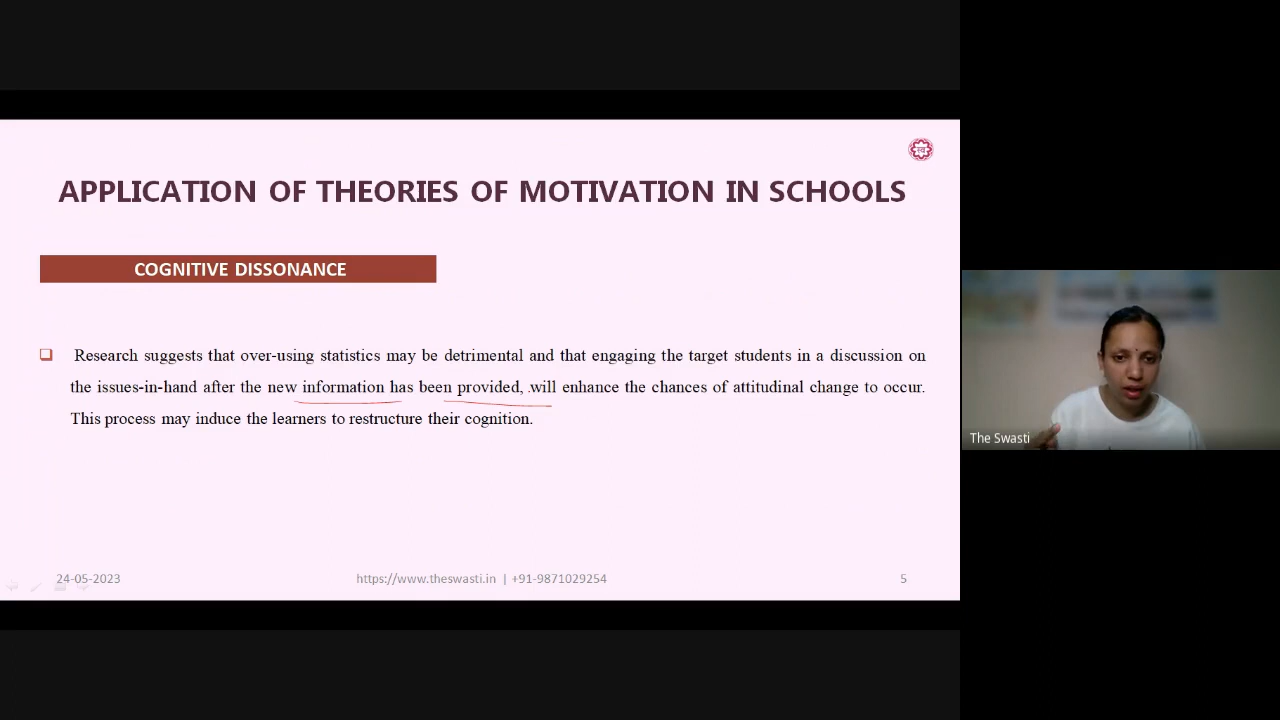 APPLICATION OF THEORIES OF MOTIVATION IN SCHOOLS
COGNITIVE DISSONANCE
Research suggests that over-using statistics may be detrimental and that engaging the target students in a discussion on
the issues-in-hand after the new information has been provided, .will enhance the chances of attitudinal change to occur.
This process may induce the learners to restructure their cognition.
24-05-2023
https://www.theswasti.in | +91-9871029254
5
The Swasti